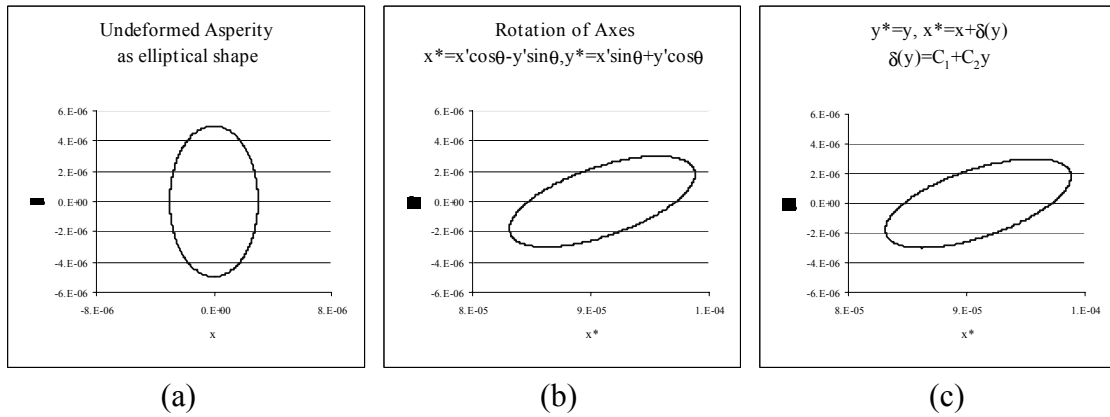 Undeformed Asperity
as elliptical shape
6.E-06
4.E-06
2.E-06
0.E+00
-2.E-06
-4.E-06
-6.E-06
-8.E-06 0.E+00 8.E-06
x
(a)
Rotation of Axes
x*=x'cosθ-y'sinθ,y*=x'sinθ+y'cosθ
6.E-06
4.E-06
2.E-06
0.E+00
-2.E-06
-4.E-06
-6.E-06
8.E-05 9.E-05 1.E-04
x*
(b)
y*=y, x*=x+δ(y)
δ(y)=C₁+C₂y
6.E-06
4.E-06
2.E-06
0.E+00
-2.E-06
-4.E-06
-6.E-06
8.E-05 9.E-05 1.E-04
x*
(c)